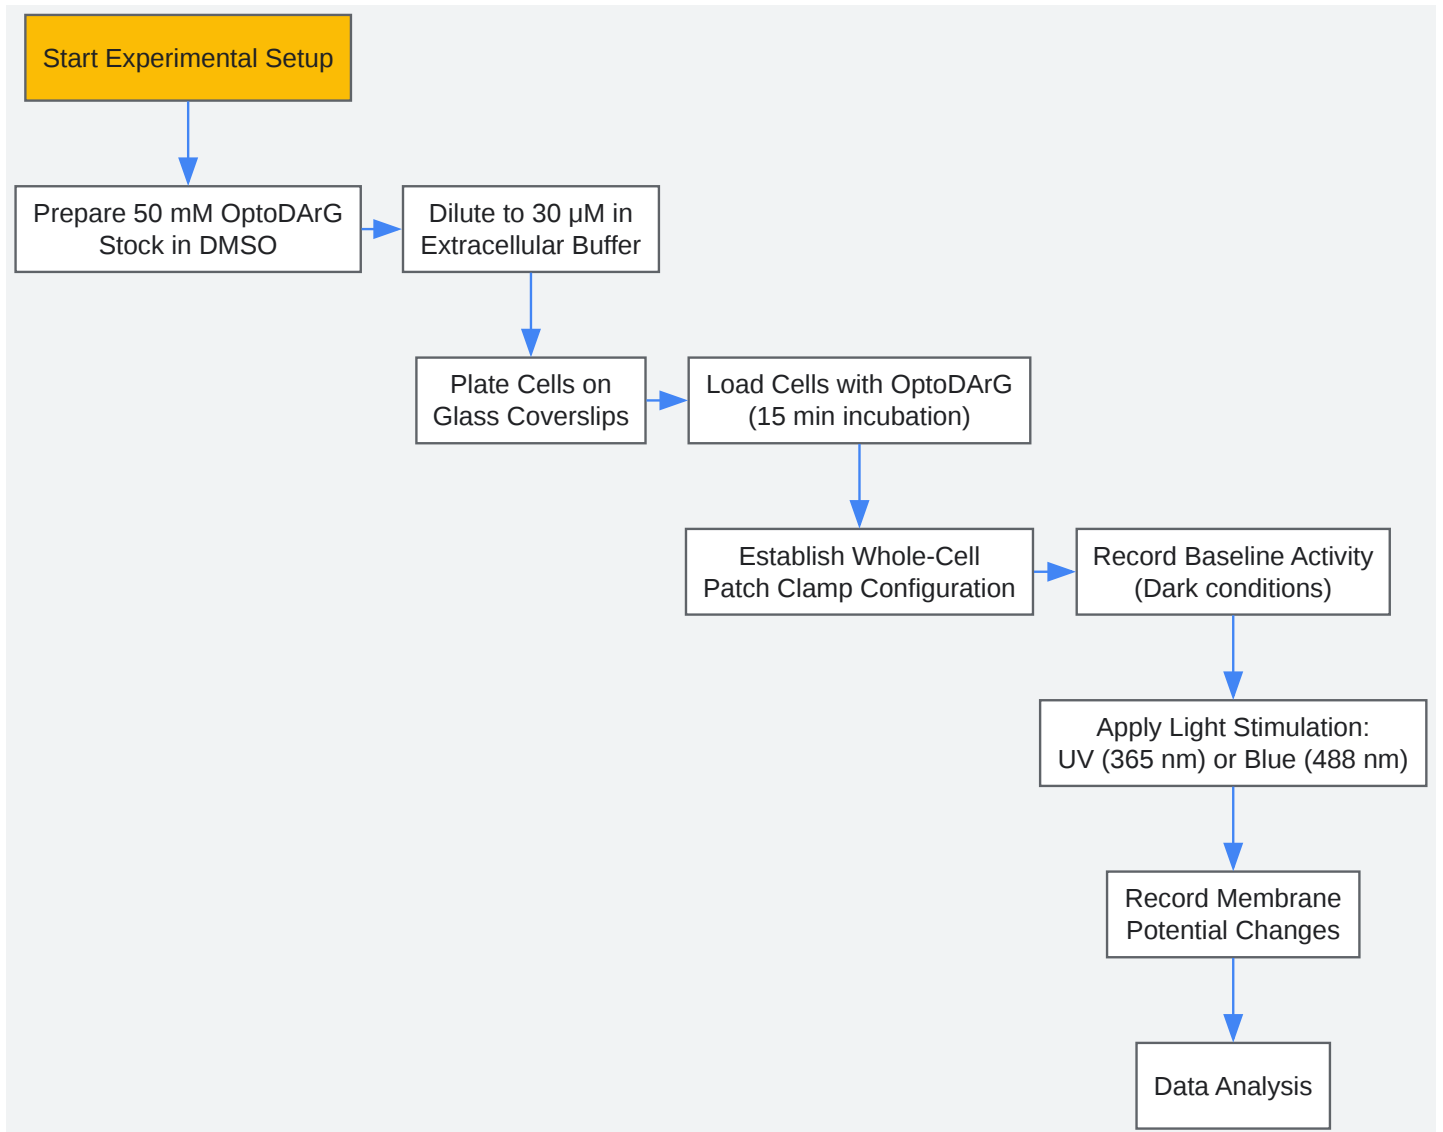 Start Experimental Setup
Prepare 50 mM OptoDArG
Stock in DMSO
Dilute to 30 μM in
Extracellular Buffer
Plate Cells on
Glass Coverslips
Load Cells with OptoDArG
(15 min incubation)
Establish Whole-Cell
Patch Clamp Configuration
Record Baseline Activity
(Dark conditions)
Apply Light Stimulation:
UV (365 nm) or Blue (488 nm)
Record Membrane
Potential Changes
Data Analysis